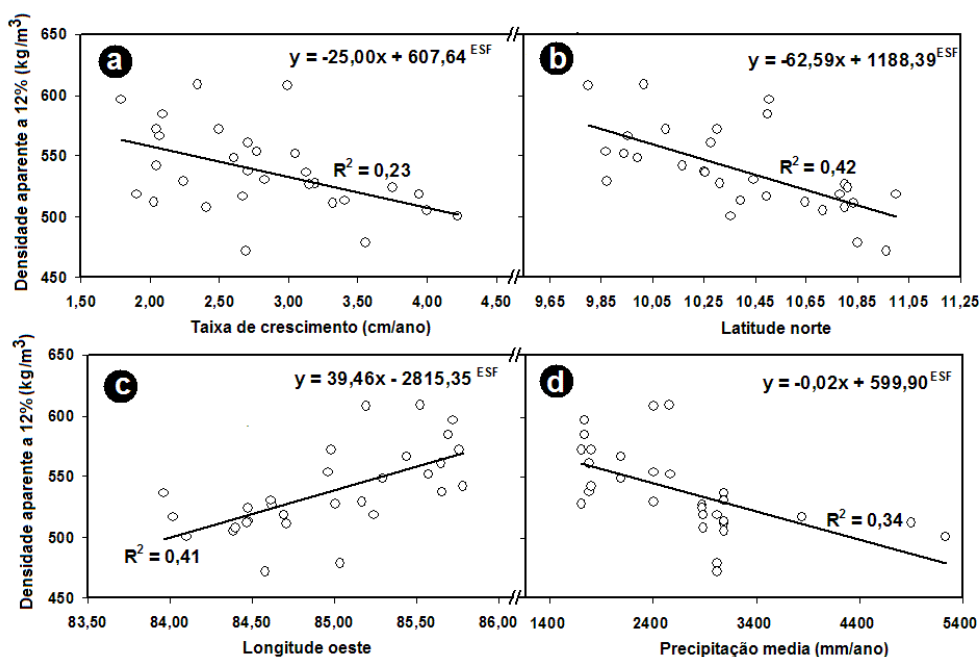 Densidade aparente a 12% (kg/m³)
650
600
550
500
450
a
y = -25,00x + 607,64 ESF
R² = 0,23
1,50 2,00 2,50 3,00 3,50 4,00 4,50
Taixa de crescimento (cm/ano)
b
y = -62,59x + 1188,39 ESF
R² = 0,42
9,65 9,85 10,05 10,25 10,45 10,65 10,85 11,05 11,25
Latitude norte
Densidade aparente a 12% (kg/m³)
650
600
550
500
450
c
y = 39,46x - 2815,35 ESF
R² = 0,41
83,50 84,00 84,50 85,00 85,50 86,00
Longitude oeste
d
y = -0,02x + 599,90 ESF
R² = 0,34
1400 2400 3400 4400 5400
Precipitação media (mm/ano)